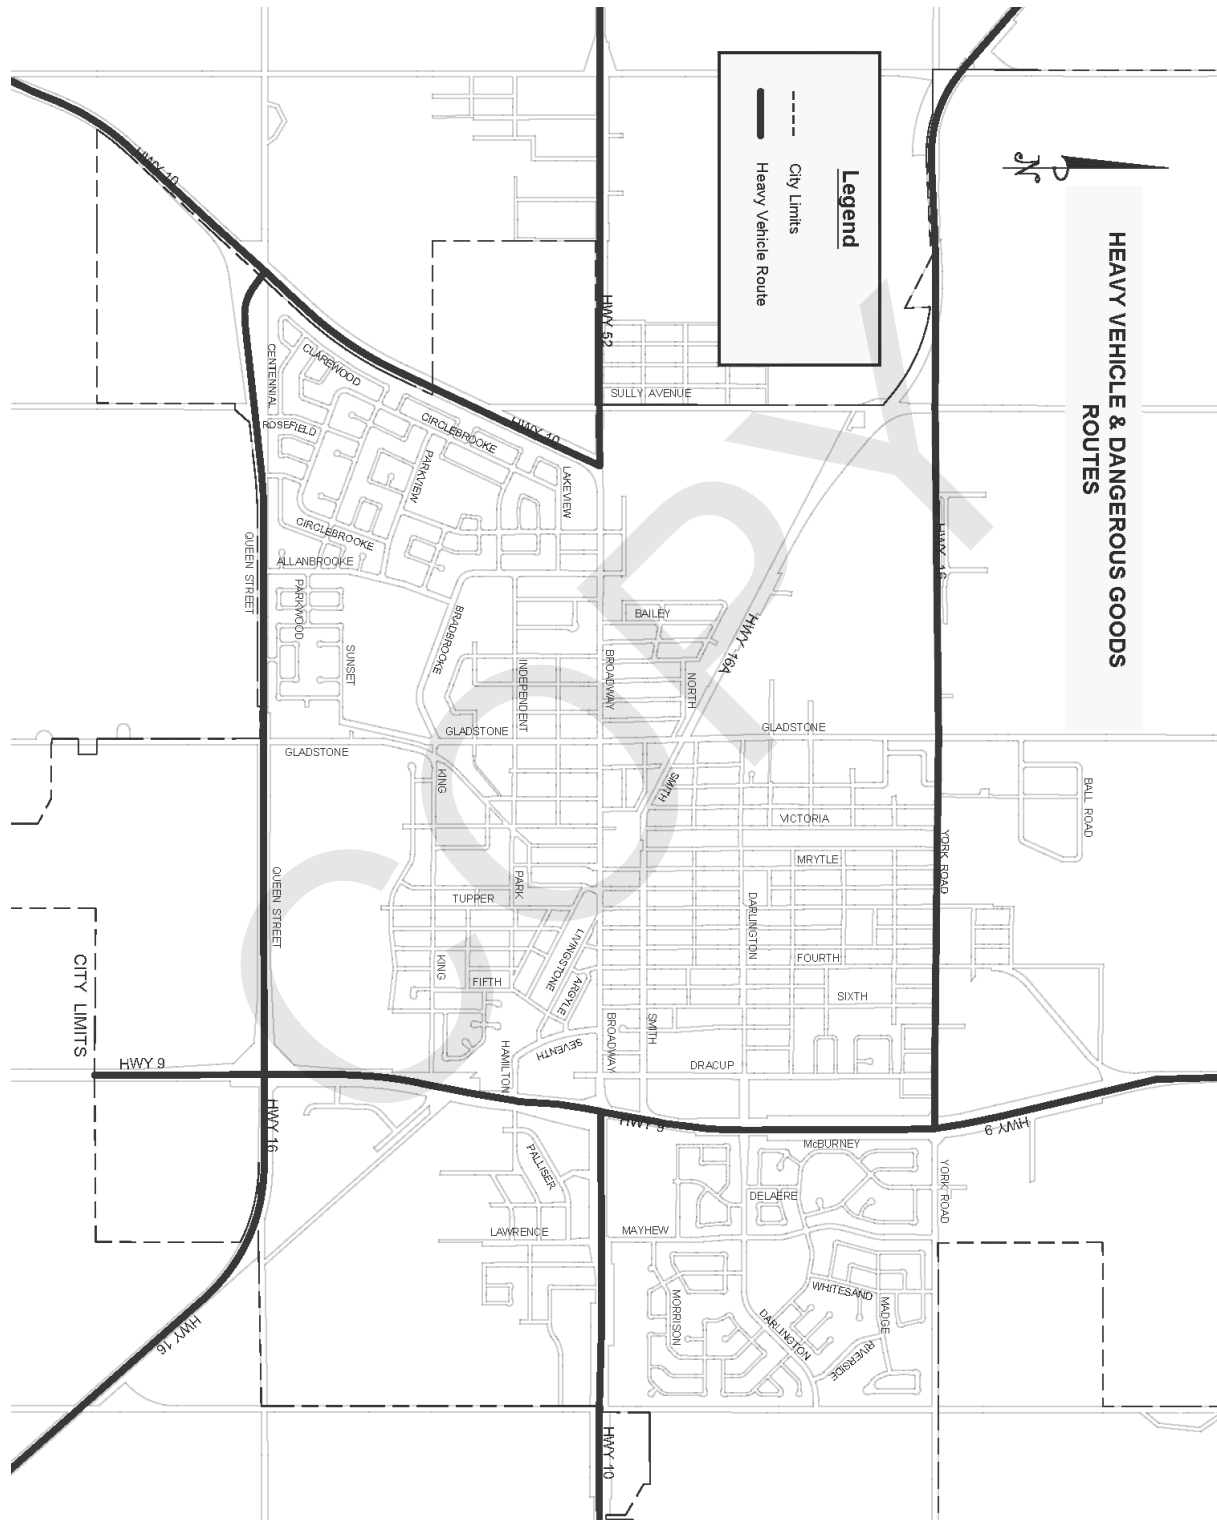 HEAVY VEHICLE & DANGEROUS GOODS
ROUTES
N
Legend
City Limits
Heavy Vehicle Route
COPY
HWY 10
HWY 52
SULLY AVENUE
CENTENNIAL
CLAREWOOD
ROSEFIELD
CIRCLEBROOKE
HWY 10
PARKVIEW
LAKEVIEW
CIRCLEBROOKE
ALLANBROOKE
QUEEN STREET
PARKWOOD
SUNSET
BRADBROOKE
INDEPENDENT
BROADWAY
BAILEY
NORTH
HWY 16A
HWY 16
GLADSTONE
GLADSTONE
GLADSTONE
KING
SMITH
VICTORIA
BALL ROAD
MRYTLE
YORK ROAD
QUEEN STREET
TUPPER
PARK
DARLINGTON
LIVINGSTONE
ARGYLE
KING
FIFTH
FOURTH
SIXTH
CITY LIMITS
HWY 9
HAMILTON
SEVENTH
BROADWAY
SMITH
DRACUP
HWY 16
HWY 9
HWY 9
McBURNEY
PALLISER
DELAERE
YORK ROAD
LAWRENCE
MAYHEW
MORRISON
WHITESAND
MADGE
DARLINGTON
RIVERSIDE
HWY 16
HWY 10